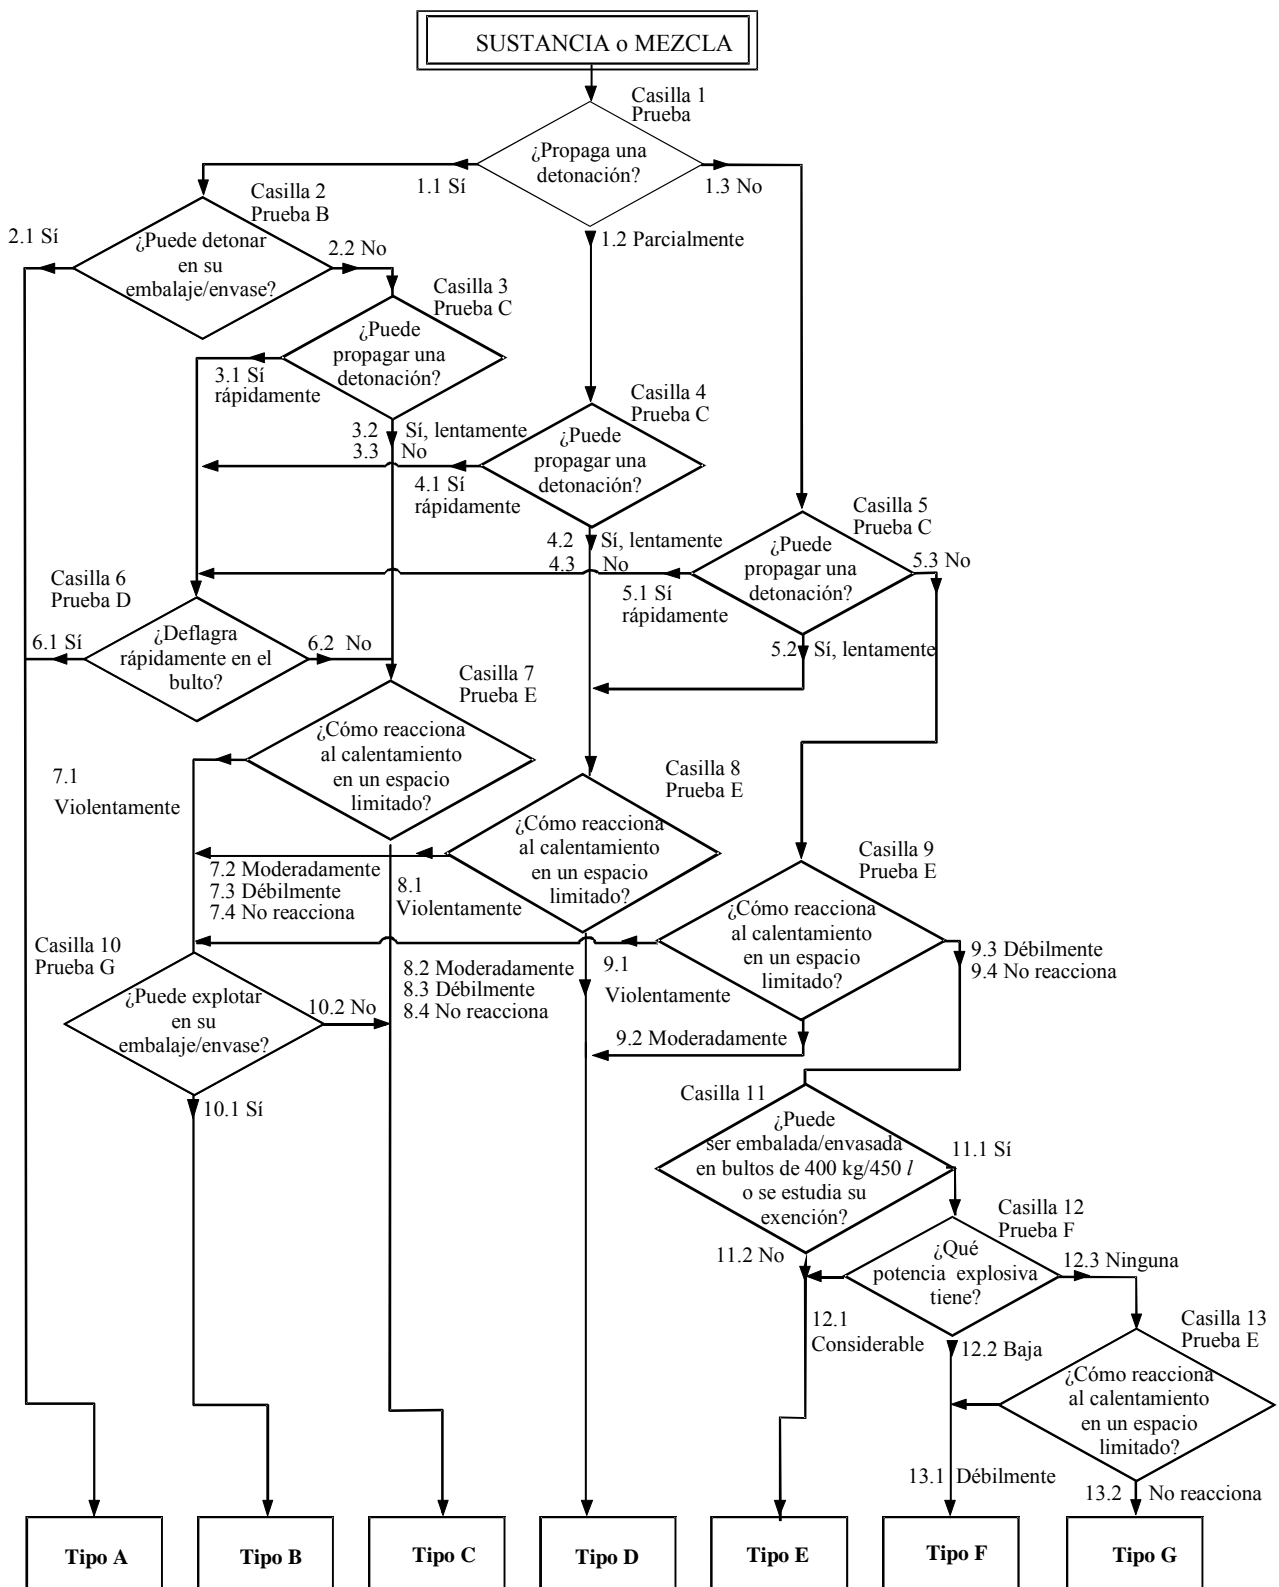 SUSTANCIA o MEZCLA
Casilla 1
Prueba
¿Propaga una
detonación?
1.1 Sí
1.3 No
1.2 Parcialmente
Casilla 2
Prueba B
2.1 Sí
¿Puede detonar
en su
embalaje/envase?
2.2 No
Casilla 3
Prueba C
¿Puede
propagar una
detonación?
3.1 Sí
rápidamente
3.2 Sí, lentamente
3.3 No
Casilla 4
Prueba C
¿Puede
propagar una
detonación?
4.1 Sí
rápidamente
4.2 Sí, lentamente
4.3 No
Casilla 5
Prueba C
¿Puede
propagar una
detonación?
5.3 No
5.1 Sí
rápidamente
5.2 Sí, lentamente
Casilla 6
Prueba D
6.1 Sí
¿Deflagra
rápidamente en el
bulto?
6.2 No
Casilla 7
Prueba E
¿Cómo reacciona
al calentamiento
en un espacio
limitado?
7.1
Violentamente
7.2 Moderadamente
7.3 Débilmente
7.4 No reacciona
Casilla 8
Prueba E
¿Cómo reacciona
al calentamiento
en un espacio
limitado?
8.1
Violentamente
8.2 Moderadamente
8.3 Débilmente
8.4 No reacciona
Casilla 9
Prueba E
¿Cómo reacciona
al calentamiento
en un espacio
limitado?
9.1
Violentamente
9.2 Moderadamente
9.3 Débilmente
9.4 No reacciona
Casilla 10
Prueba G
¿Puede explotar
en su
embalaje/envase?
10.2 No
10.1 Sí
Casilla 11
¿Puede
ser embalada/envasada
en bultos de 400 kg/450 l
o se estudia su
exención?
11.1 Sí
11.2 No
Casilla 12
Prueba F
¿Qué
potencia explosiva
tiene?
12.3 Ninguna
12.1
Considerable
12.2 Baja
Casilla 13
Prueba E
¿Cómo reacciona
al calentamiento
en un espacio
limitado?
13.1 Débilmente
13.2 No reacciona
Tipo A
Tipo B
Tipo C
Tipo D
Tipo E
Tipo F
Tipo G